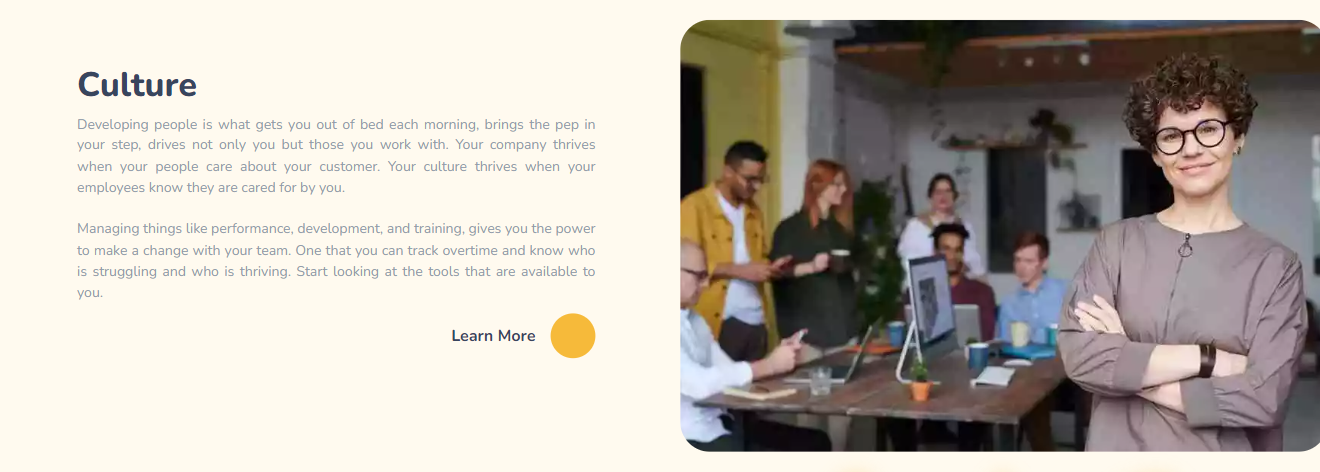 Culture
Developing people is what gets you out of bed each morning, brings the pep in
your step, drives not only you but those you work with. Your company thrives
when your people care about your customer. Your culture thrives when your
employees know they are cared for by you.
Managing things like performance, development, and training, gives you the power
to make a change with your team. One that you can track overtime and know who
is struggling and who is thriving. Start looking at the tools that are available to
you.
Learn More